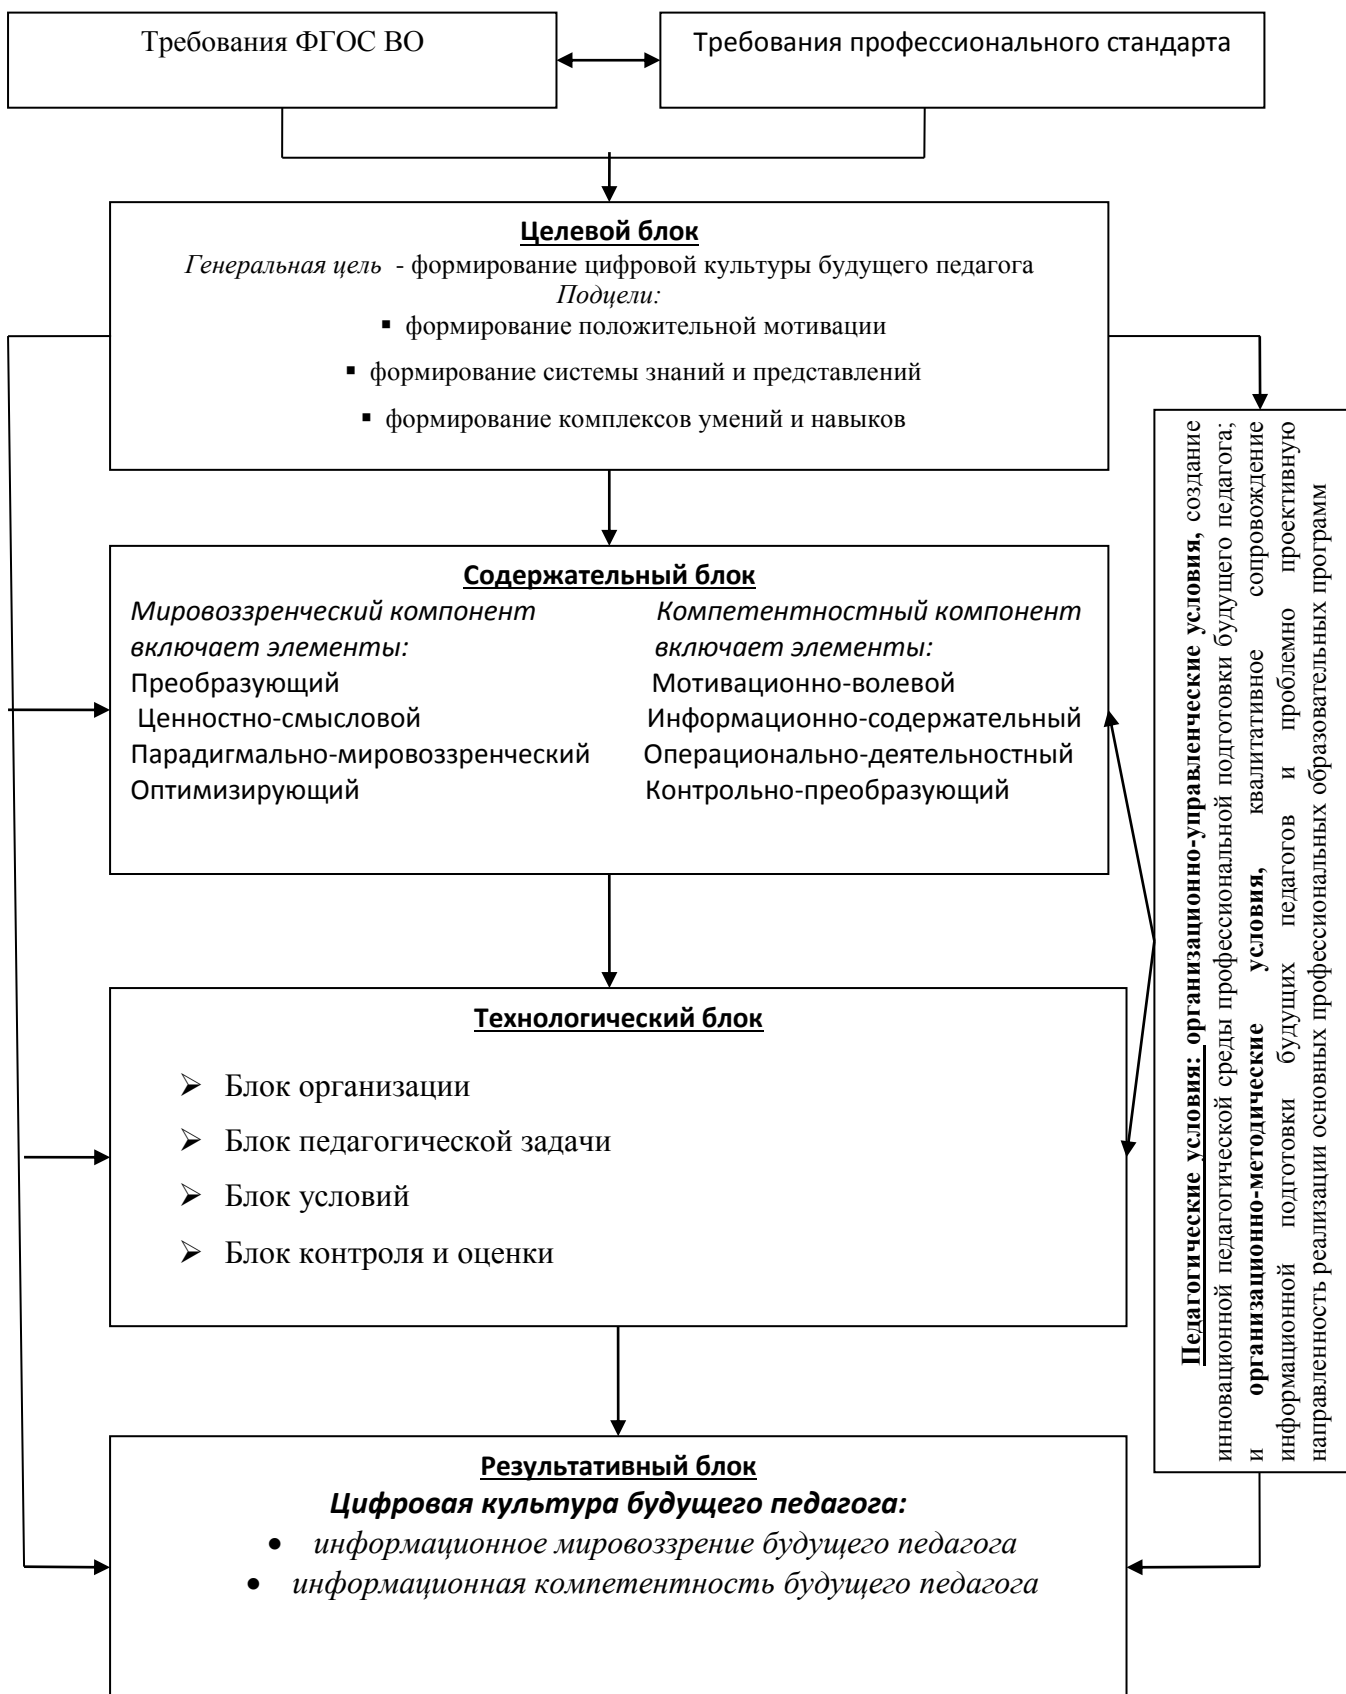 Требования ФГОС ВО
Требования профессионального стандарта
Целевой блок
Генеральная цель - формирование цифровой культуры будущего педагога
Подцели:
▪ формирование положительной мотивации
▪ формирование системы знаний и представлений
▪ формирование комплексов умений и навыков
Содержательный блок
Мировоззренческий компонент Компетентностный компонент
включает элементы: включает элементы:
Преобразующий Мотивационно-волевой
Ценностно-смысловой Информационно-содержательный
Парадигмально-мировоззренческий Операционально-деятельностный
Оптимизирующий Контрольно-преобразующий
Технологический блок
➢ Блок организации
➢ Блок педагогической задачи
➢ Блок условий
➢ Блок контроля и оценки
Результативный блок
Цифровая культура будущего педагога:
• информационное мировоззрение будущего педагога
• информационная компетентность будущего педагога
Педагогические условия: организационно-управленческие условия, создание
инновационной педагогической среды профессиональной подготовки будущего педагога;
и организационно-методические условия, квалитативное сопровождение
информационной подготовки будущих педагогов и проблемно проективную
направленность реализации основных профессиональных образовательных программ